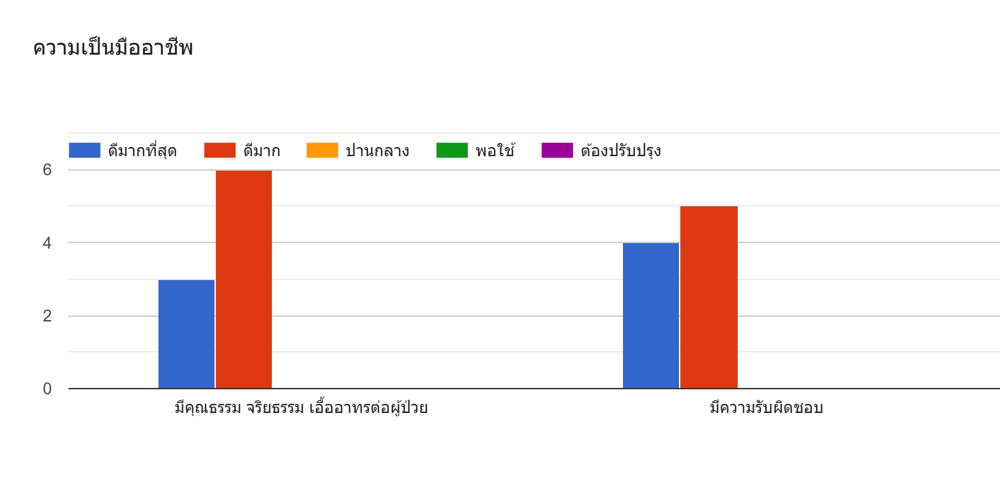 ความเป็นมืออาชีพ
ดีมากที่สุด ดีมาก ปานกลาง พอใช้ ต้องปรับปรุง
6
4
2
0
มีคุณธรรม จริยธรรม เอื้ออาทรต่อผู้ป่วย มีความรับผิดชอบ